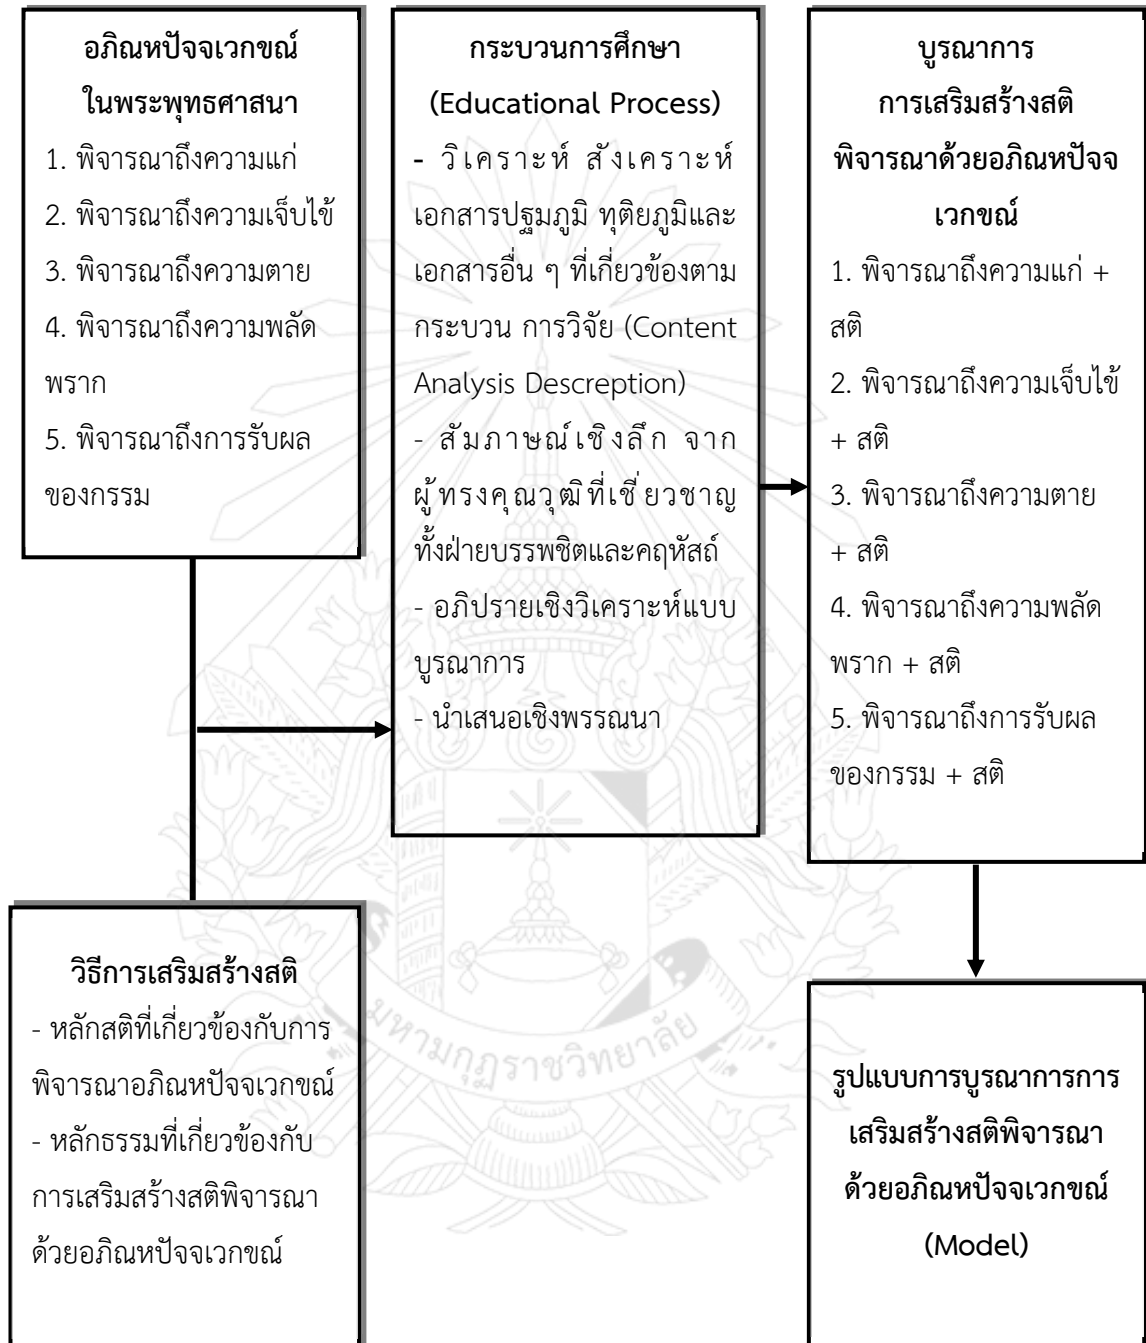 อภิณหปัจจเวกขณ์
ในพระพุทธศาสนา
1. พิจารณาถึงความแก่
2. พิจารณาถึงความเจ็บไข้
3. พิจารณาถึงความตาย
4. พิจารณาถึงความพลัด
พราก
5. พิจารณาถึงการรับผล
ของกรรม
วิธีการเสริมสร้างสติ
- หลักสติที่เกี่ยวข้องกับการ
พิจารณาอภิณหปัจจเวกขณ์
- หลักธรรมที่เกี่ยวข้องกับ
การเสริมสร้างสติพิจารณา
ด้วยอภิณหปัจจเวกขณ์
กระบวนการศึกษา
(Educational Process)
- วิเคราะห์ สังเคราะห์
เอกสารปฐมภูมิ ทุติยภูมิและ
เอกสารอื่น ๆ ที่เกี่ยวข้องตาม
กระบวน การวิจัย (Content
Analysis Descreption)
- สัมภาษณ์เชิงลึก จาก
ผู้ทรงคุณวุฒิที่เชี่ยวชาญ
ทั้งฝ่ายบรรพชิตและคฤหัสถ์
- อภิปรายเชิงวิเคราะห์แบบ
บูรณาการ
- นำเสนอเชิงพรรณนา
บูรณาการ
การเสริมสร้างสติ
พิจารณาด้วยอภิณหปัจจ
เวกขณ์
1. พิจารณาถึงความแก่ +
สติ
2. พิจารณาถึงความเจ็บไข้
+ สติ
3. พิจารณาถึงความตาย
+ สติ
4. พิจารณาถึงความพลัด
พราก + สติ
5. พิจารณาถึงการรับผล
ของกรรม + สติ
รูปแบบการบูรณาการการ
เสริมสร้างสติพิจารณา
ด้วยอภิณหปัจจเวกขณ์
(Model)
มหามกุฏราชวิทยาลัย